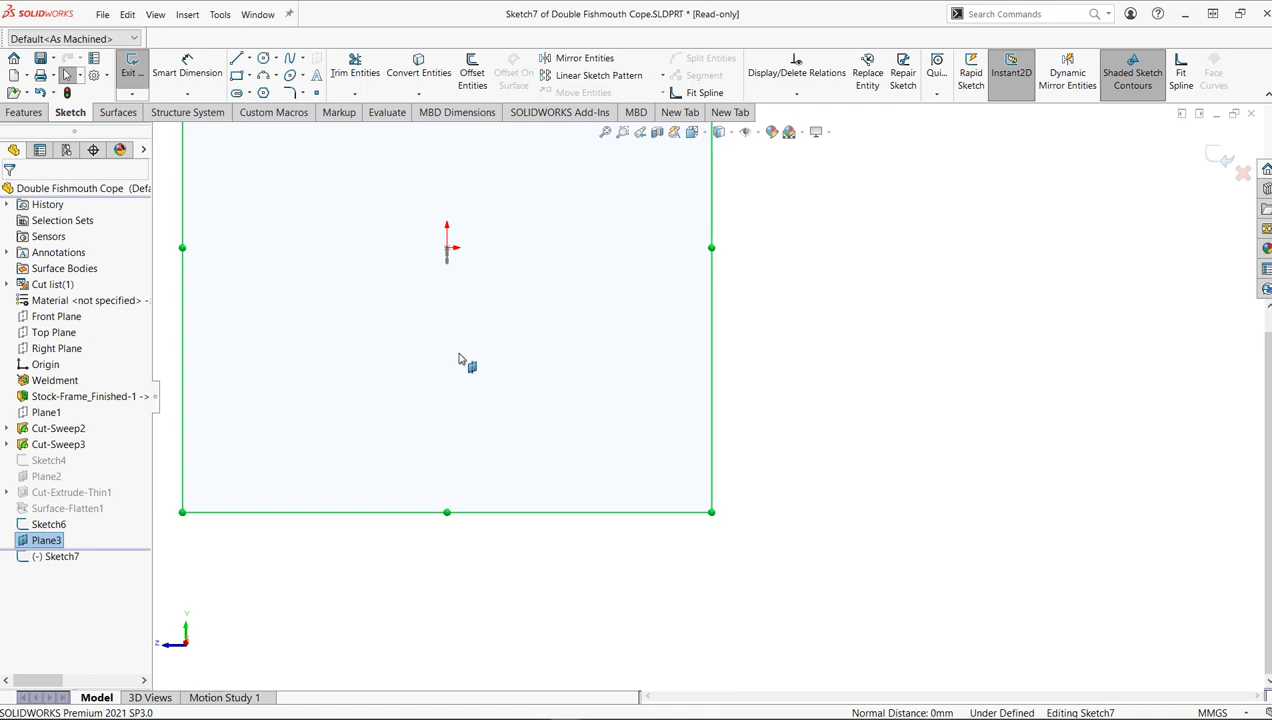 SOLIDWORKS
File
Edit
View
Insert
Tools
Window
Sketch7 of Double Fishmouth Cope.SLDPRT * [Read-only]
Search Commands
Default<As Machined>
Exit ...
Smart Dimension
Trim Entities
Convert Entities
Offset Entities
Offset On Surface
Mirror Entities
Linear Sketch Pattern
Move Entities
Split Entities
Segment
Fit Spline
Display/Delete Relations
Replace Entity
Repair Sketch
Qui...
Rapid Sketch
Instant2D
Dynamic Mirror Entities
Shaded Sketch Contours
Fit Spline
Face Curves
Features
Sketch
Surfaces
Structure System
Custom Macros
Markup
Evaluate
MBD Dimensions
SOLIDWORKS Add-Ins
MBD
New Tab
New Tab
Double Fishmouth Cope (Defa
History
Selection Sets
Sensors
Annotations
Surface Bodies
Cut list(1)
Material <not specified> ->
Front Plane
Top Plane
Right Plane
Origin
Weldment
Stock-Frame_Finished-1 ->
Plane1
Cut-Sweep2
Cut-Sweep3
Sketch4
Plane2
Cut-Extrude-Thin1
Surface-Flatten1
Sketch6
Plane3
(-) Sketch7
Y
Z
Model
3D Views
Motion Study 1
SOLIDWORKS Premium 2021 SP3.0
Normal Distance: 0mm
Under Defined
Editing Sketch7
MMGS